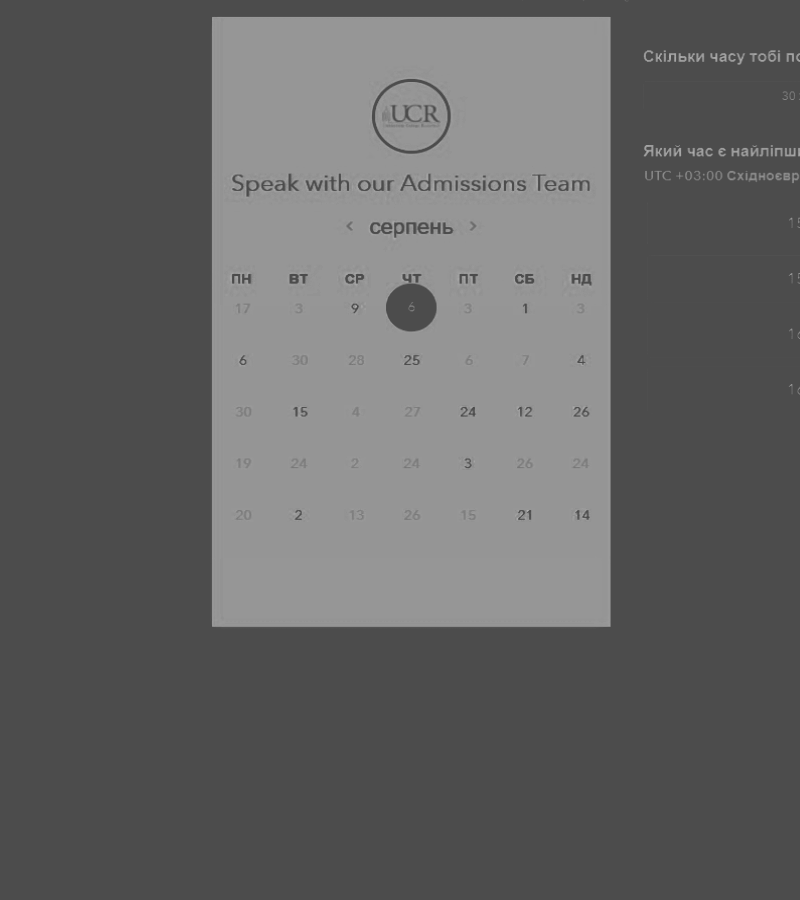 UCR
Speak with our Admissions Team
‹ серпень ›
ПН ВТ СР ЧТ ПТ СБ НД
17 3 9 6 3 1 3
6 30 28 25 6 7 4
30 15 4 27 24 12 26
19 24 2 24 3 26 24
20 2 13 26 15 21 14
Скільки часу тобі по
30
Який час є найліпши
UTC +03:00 Східноєвр
15
15
16
16